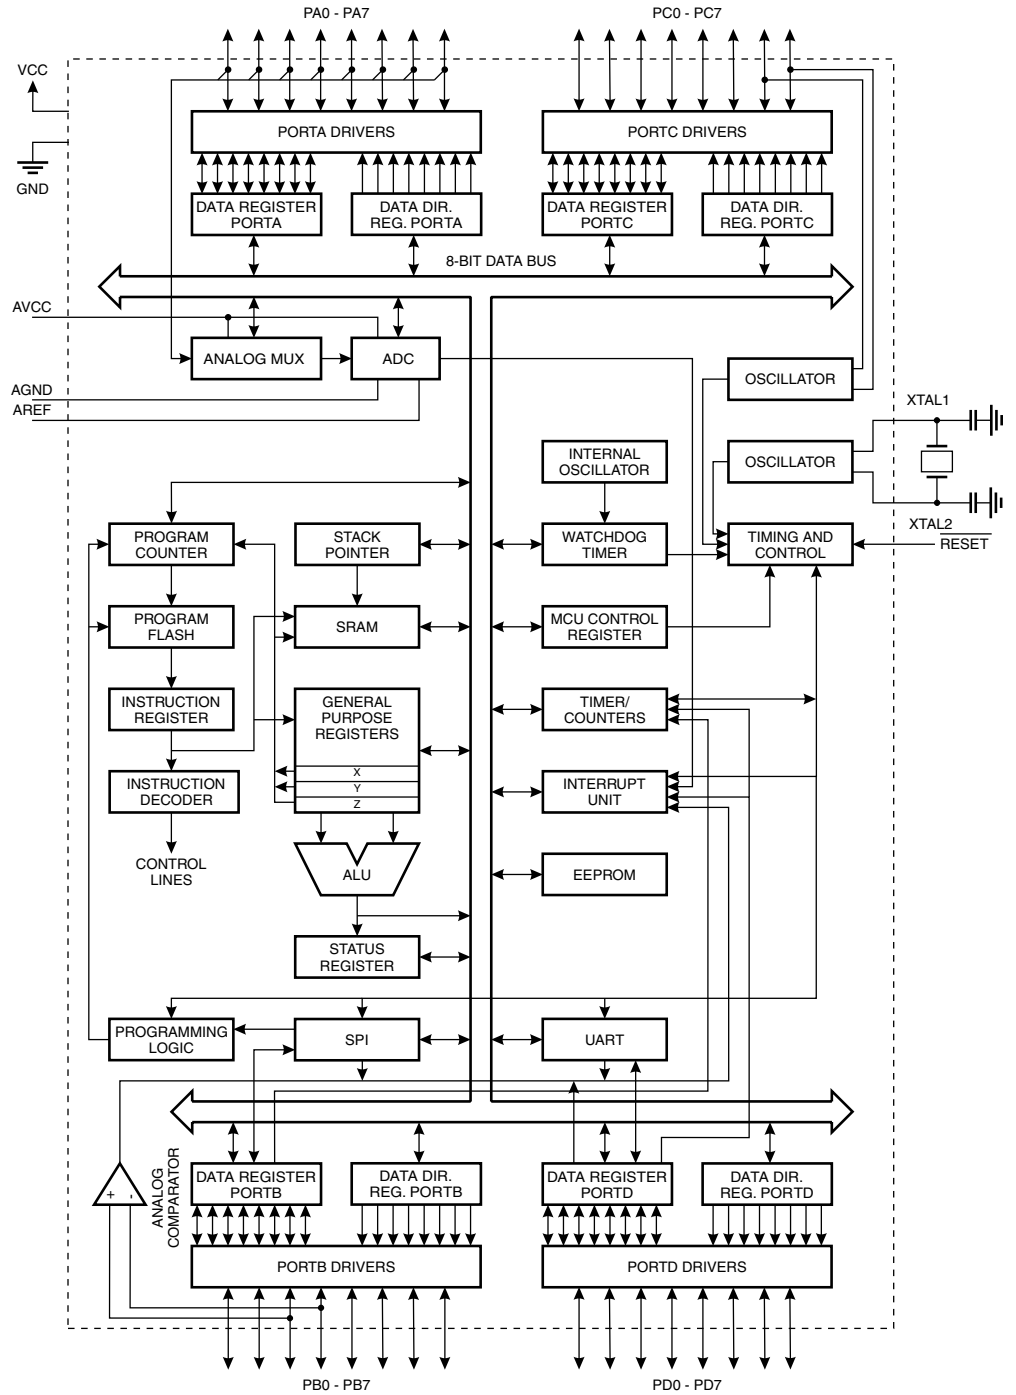 PA0 - PA7
PC0 - PC7
VCC
GND
PORTA DRIVERS
PORTC DRIVERS
DATA REGISTER
PORTA
DATA DIR.
REG. PORTA
DATA REGISTER
PORTC
DATA DIR.
REG. PORTC
8-BIT DATA BUS
AVCC
ANALOG MUX
ADC
OSCILLATOR
AGND
AREF
XTAL1
INTERNAL
OSCILLATOR
OSCILLATOR
XTAL2
RESET
PROGRAM
COUNTER
STACK
POINTER
WATCHDOG
TIMER
TIMING AND
CONTROL
PROGRAM
FLASH
SRAM
MCU CONTROL
REGISTER
INSTRUCTION
REGISTER
GENERAL
PURPOSE
REGISTERS
X
Y
Z
TIMER/
COUNTERS
INSTRUCTION
DECODER
INTERRUPT
UNIT
CONTROL
LINES
ALU
EEPROM
STATUS
REGISTER
PROGRAMMING
LOGIC
SPI
UART
+
-
ANALOG
COMPARATOR
DATA REGISTER
PORTB
DATA DIR.
REG. PORTB
DATA REGISTER
PORTD
DATA DIR.
REG. PORTD
PORTB DRIVERS
PORTD DRIVERS
PB0 - PB7
PD0 - PD7